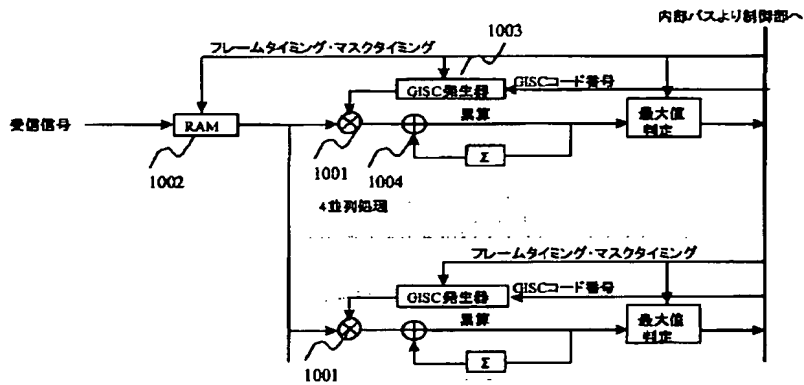 内部バスより制御部へ
1003
フレームタイミング・マスクタイミング
GISC発生器
GISCコード番号
受信信号
RAM
累算
最大値
判定
1002
1001
1004
Σ
4並列処理
フレームタイミング・マスクタイミング
GISC発生器
GISCコード番号
累算
最大値
判定
Σ
1001